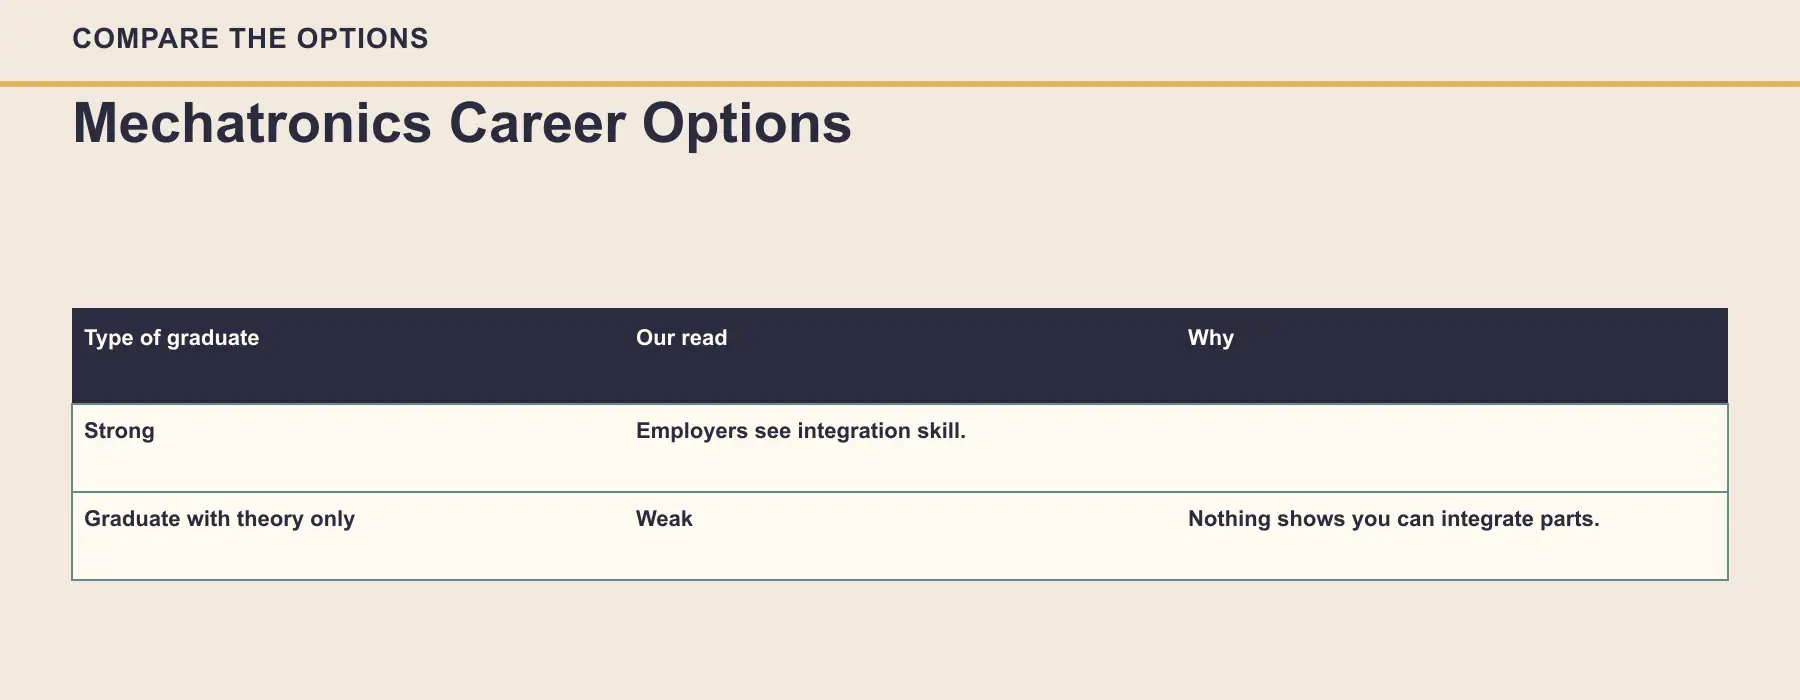 COMPARE THE OPTIONS
Mechatronics Career Options
Type of graduate Our read Why
Strong Employers see integration skill.
Graduate with theory only Weak Nothing shows you can integrate parts.